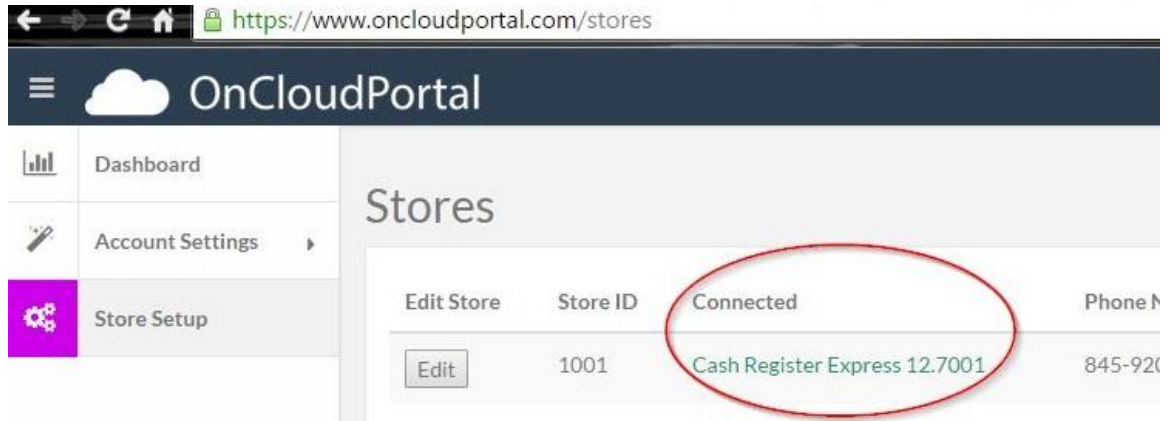 https://www.oncloudportal.com/stores
OnCloudPortal
Dashboard
Account Settings
Store Setup
Stores
Edit Store Store ID Connected Phone N
Edit 1001 Cash Register Express 12.7001 845-920